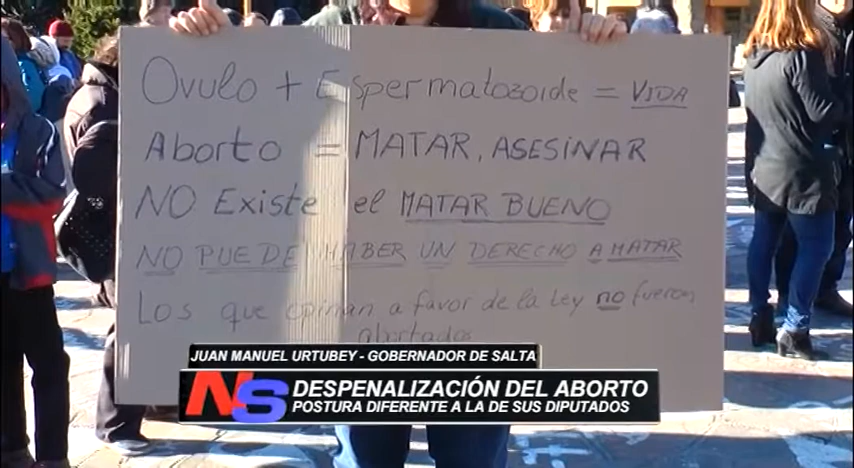 Ovulo + Espermatozoide = VIDA
Aborto = MATAR, ASESINAR
NO Existe el MATAR BUENO
NO PUEDE HABER UN DERECHO A MATAR
Los que opinan a favor de la Ley no fueron
abortados
JUAN MANUEL URTUBEY - GOBERNADOR DE SALTA
NS
DESPENALIZACIÓN DEL ABORTO
POSTURA DIFERENTE A LA DE SUS DIPUTADOS